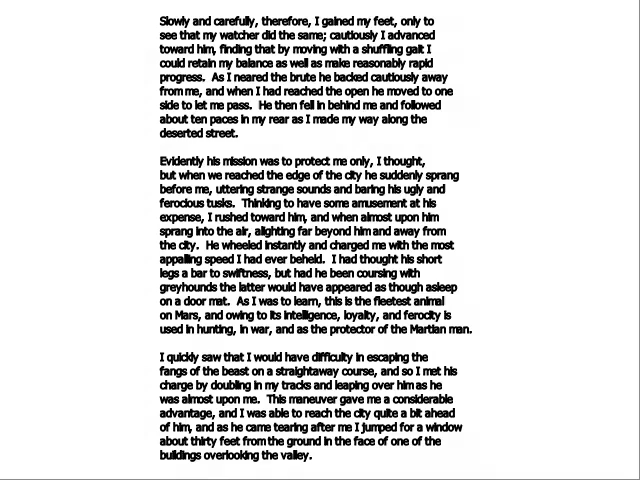 Slowly and carefully, therefore, I gained my feet, only to
see that my watcher did the same; cautiously I advanced
toward him, finding that by moving with a shuffling gait I
could retain my balance as well as make reasonably rapid
progress.  As I neared the brute he backed cautiously away
from me, and when I had reached the open he moved to one
side to let me pass.  He then fell in behind me and followed
about ten paces in my rear as I made my way along the
deserted street.

Evidently his mission was to protect me only, I thought,
but when we reached the edge of the city he suddenly sprang
before me, uttering strange sounds and baring his ugly and
ferocious tusks.  Thinking to have some amusement at his
expense, I rushed toward him, and when almost upon him
sprang into the air, alighting far beyond him and away from
the city.  He wheeled instantly and charged me with the most
appalling speed I had ever beheld.  I had thought his short
legs a bar to swiftness, but had he been coursing with
greyhounds the latter would have appeared as though asleep
on a door mat.  As I was to learn, this is the fleetest animal
on Mars, and owing to its intelligence, loyalty, and ferocity is
used in hunting, in war, and as the protector of the Martian man.

I quickly saw that I would have difficulty in escaping the
fangs of the beast on a straightaway course, and so I met his
charge by doubling in my tracks and leaping over him as he
was almost upon me.  This maneuver gave me a considerable
advantage, and I was able to reach the city quite a bit ahead
of him, and as he came tearing after me I jumped for a window
about thirty feet from the ground in the face of one of the
buildings overlooking the valley.